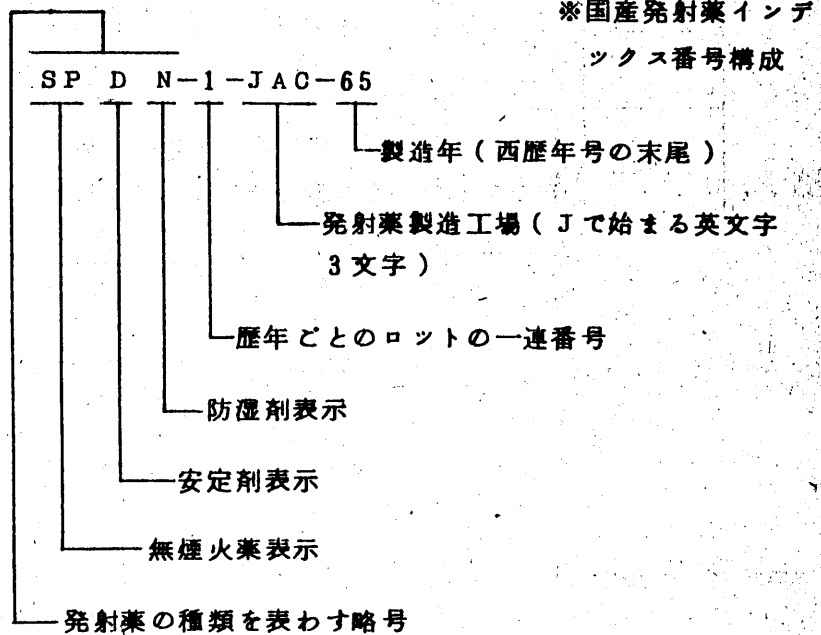 ※国産発射薬インデ
ックス番号構成
SP D N-1-JAC-65
製造年(西歴年号の末尾)
発射薬製造工場(Jで始まる英文字
3文字)
歴年ごとのロットの一連番号
防湿剤表示
安定剤表示
無煙火薬表示
発射薬の種類を表わす略号